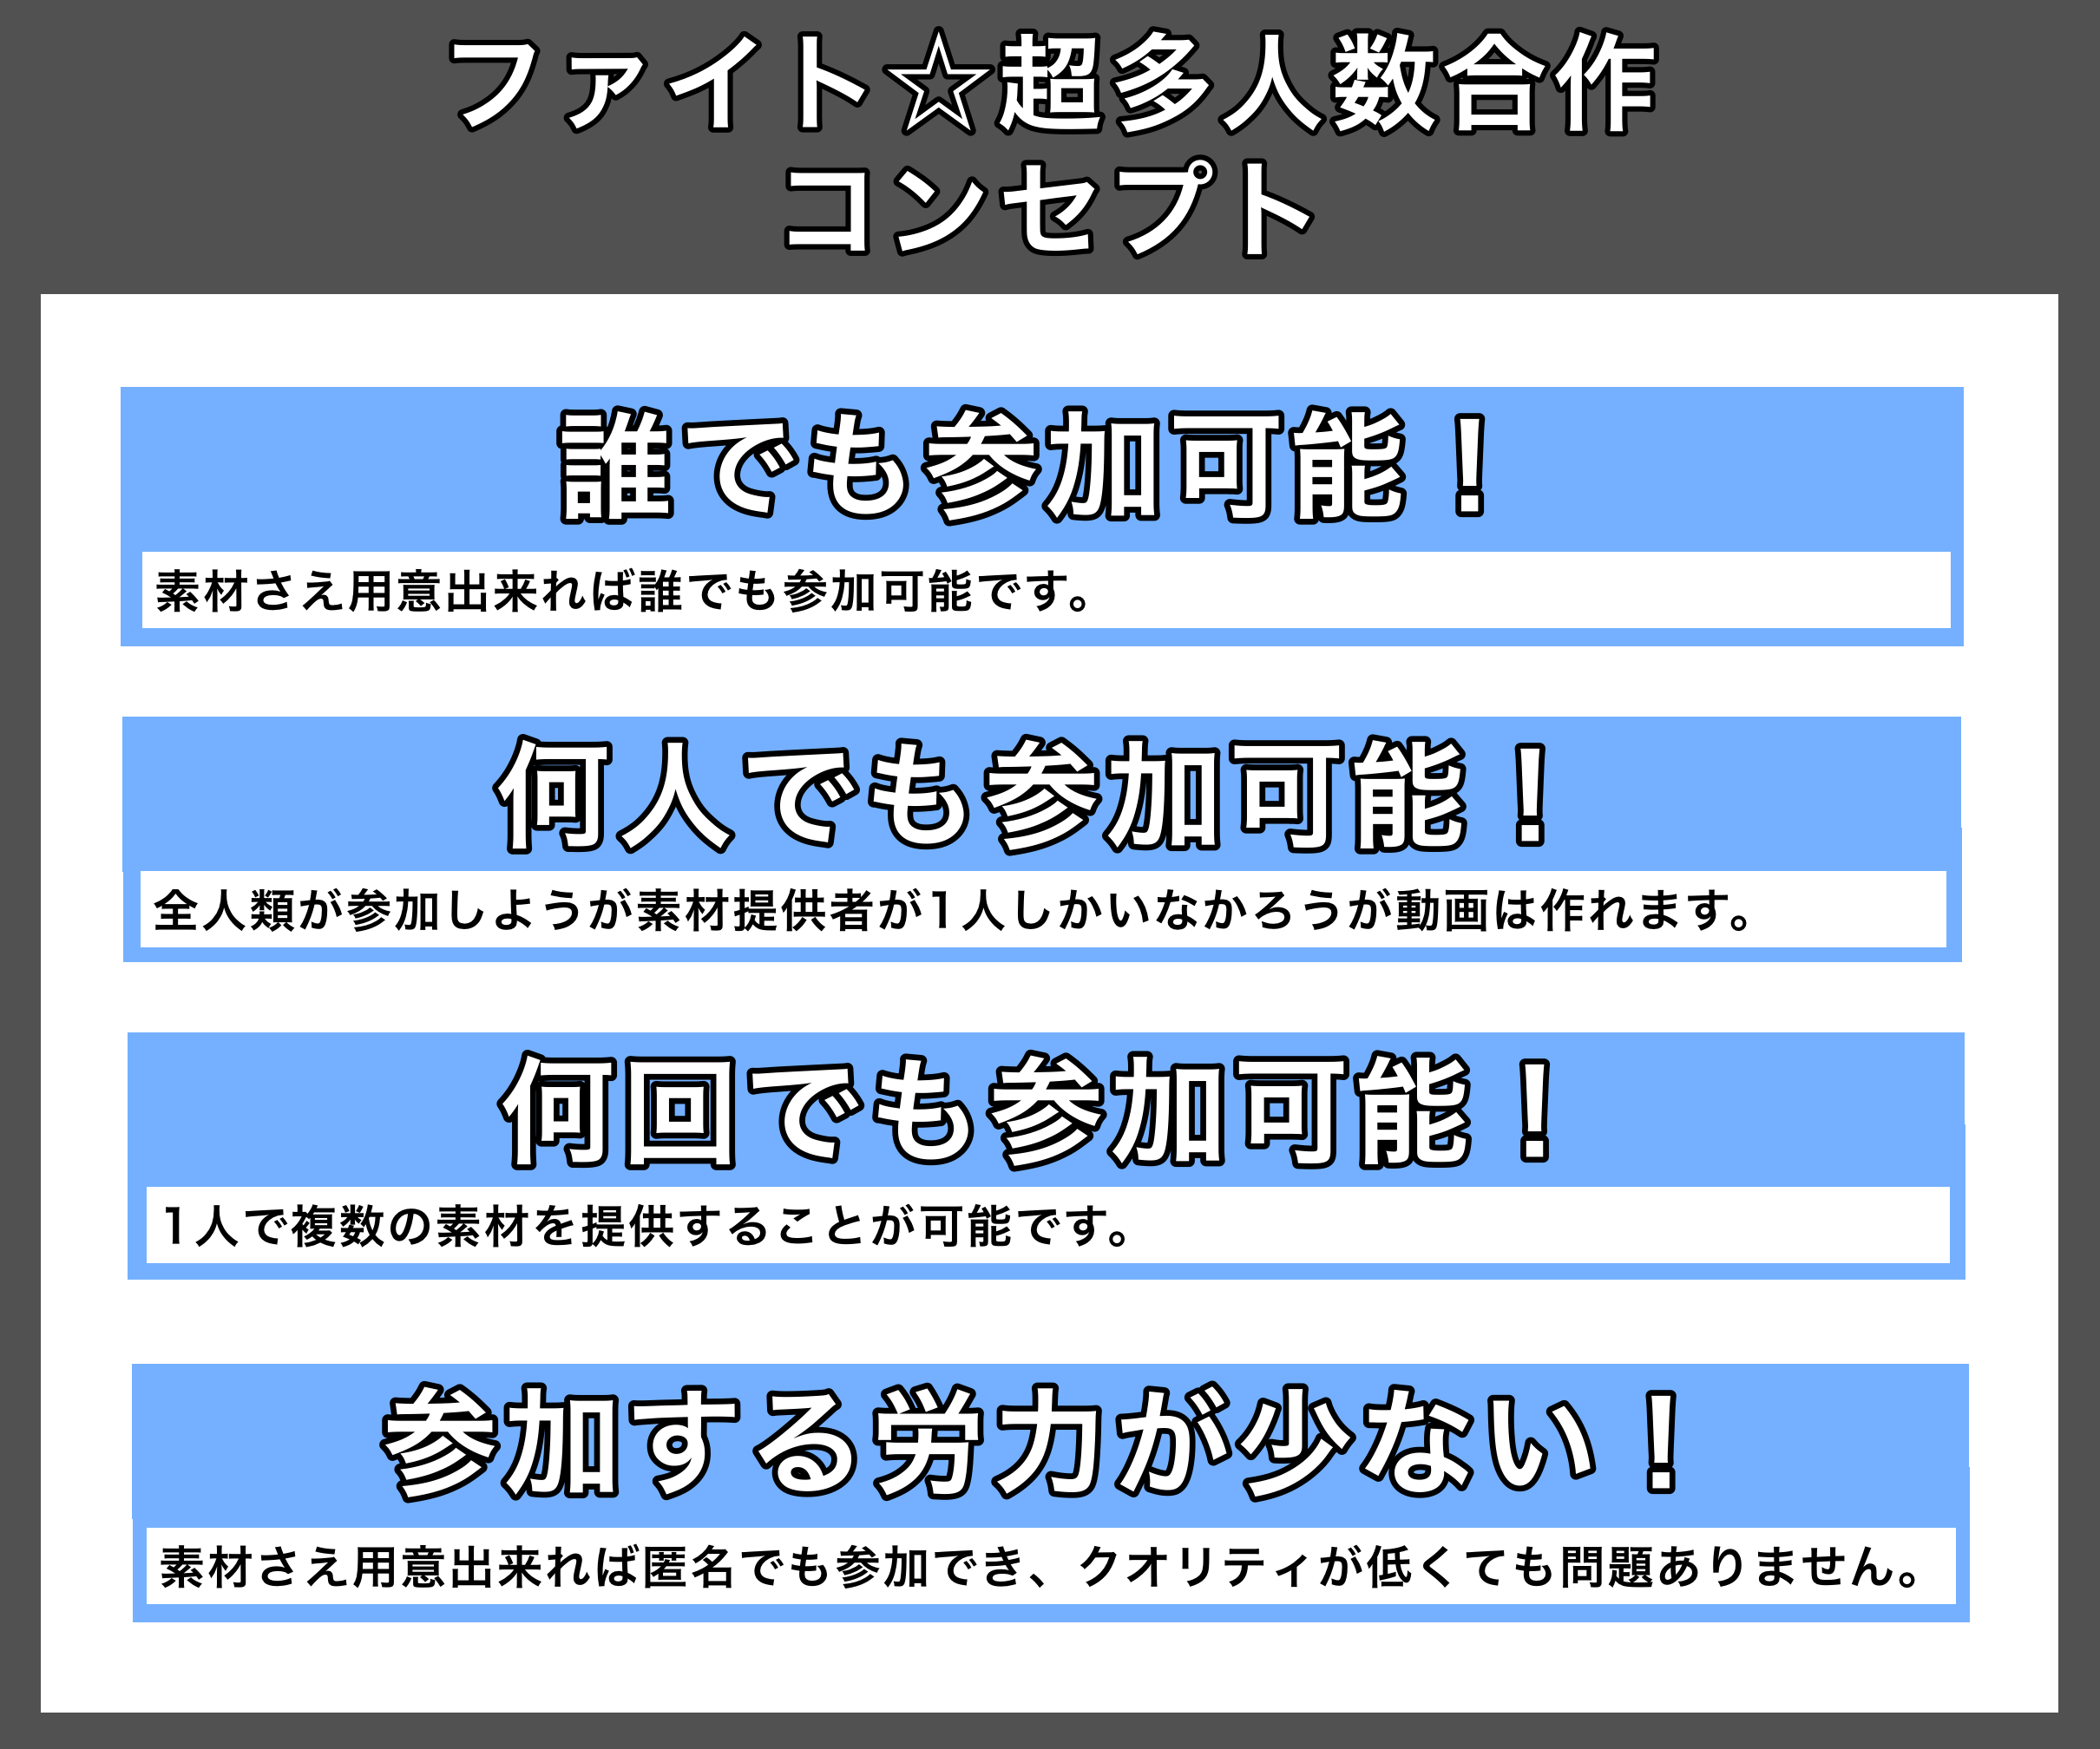 ファイト★超多人数合作
コンセプト
誰でも参加可能！
素材さえ用意出来れば誰でも参加可能です。
何人でも参加可能！
全人類が参加しようが素材提供者が1人しかいなかろうが動画は作れます。
何回でも参加可能！
1人で複数の素材を提供することが可能です。
参加する労力が少ない！
素材さえ用意出来れば匿名でも参加でき、クオリティが低くても問題ありません。